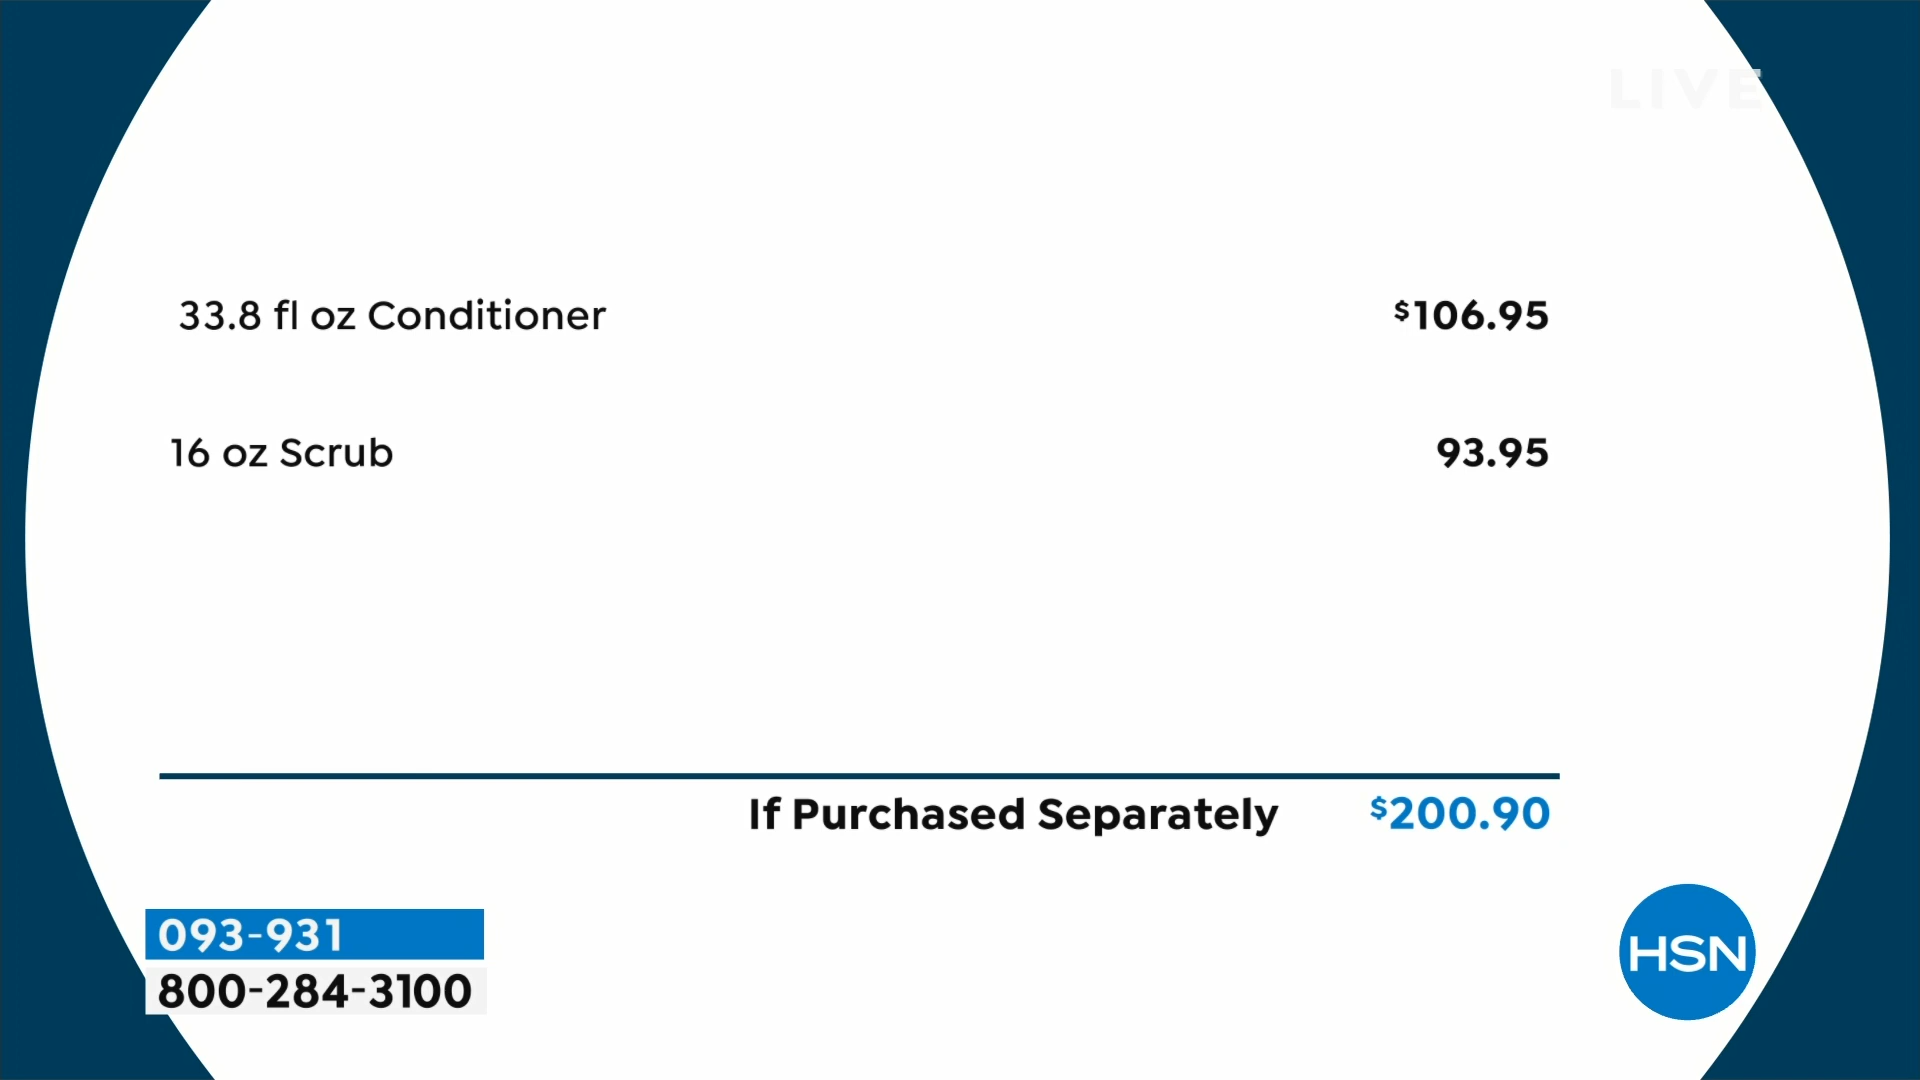 LIVE
33.8 fl oz Conditioner $106.95
16 oz Scrub 93.95
If Purchased Separately $200.90
093-931
800-284-3100
HSN